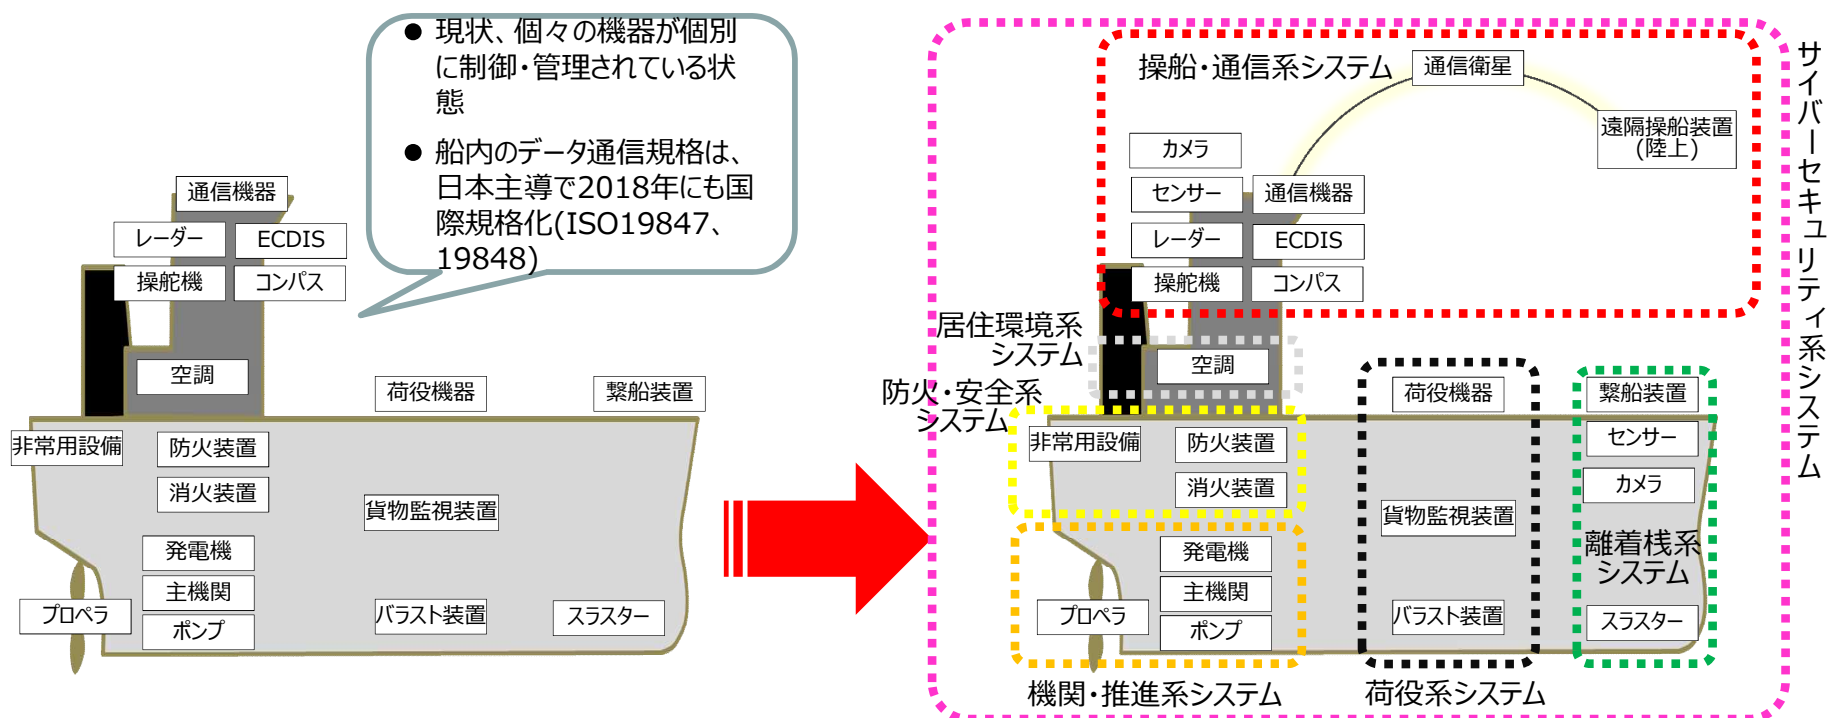 ● 現状、個々の機器が個別
に制御・管理されている状
態
● 船内のデータ通信規格は、
日本主導で2018年にも国
際規格化(ISO19847、
19848)
通信機器
レーダー
ECDIS
操舵機
コンパス
空調
荷役機器
繋船装置
非常用設備
防火装置
消火装置
貨物監視装置
発電機
主機関
プロペラ
ポンプ
バラスト装置
スラスター
サイバーセキュリティ系システム
操船・通信系システム
通信衛星
遠隔操船装置
(陸上)
カメラ
センサー
通信機器
レーダー
ECDIS
操舵機
コンパス
居住環境系
システム
空調
防火・安全系
システム
荷役機器
繋船装置
非常用設備
防火装置
センサー
消火装置
カメラ
貨物監視装置
発電機
離着桟系
システム
主機関
プロペラ
ポンプ
バラスト装置
スラスター
機関・推進系システム
荷役系システム